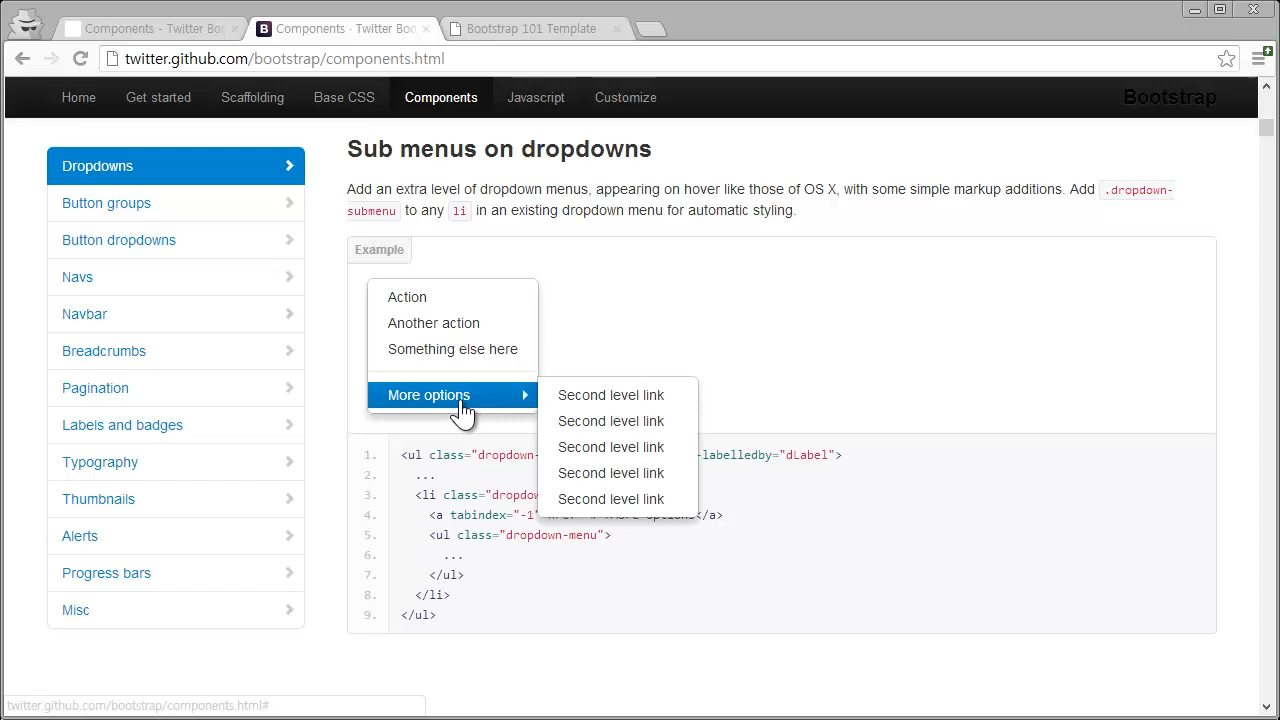 Components - Twitter Bo
Components - Twitter Boo
Bootstrap 101 Template
twitter.github.com/bootstrap/components.html
Home
Get started
Scaffolding
Base CSS
Components
Javascript
Customize
Bootstrap
Dropdowns
Button groups
Button dropdowns
Navs
Navbar
Breadcrumbs
Pagination
Labels and badges
Typography
Thumbnails
Alerts
Progress bars
Misc
Sub menus on dropdowns
Add an extra level of dropdown menus, appearing on hover like those of OS X, with some simple markup additions. Add .dropdown-
submenu to any li in an existing dropdown menu for automatic styling.
Example
Action
Another action
Something else here
More options
Second level link
Second level link
Second level link
Second level link
Second level link
1. <ul class="dropdown- -labelledby="dLabel">
2. ...
3. <li class="dropdow
4. <a tabindex="-1" </a>
5. <ul class="dropdown-menu">
6. ...
7. </ul>
8. </li>
9. </ul>
twitter.github.com/bootstrap/components.html#